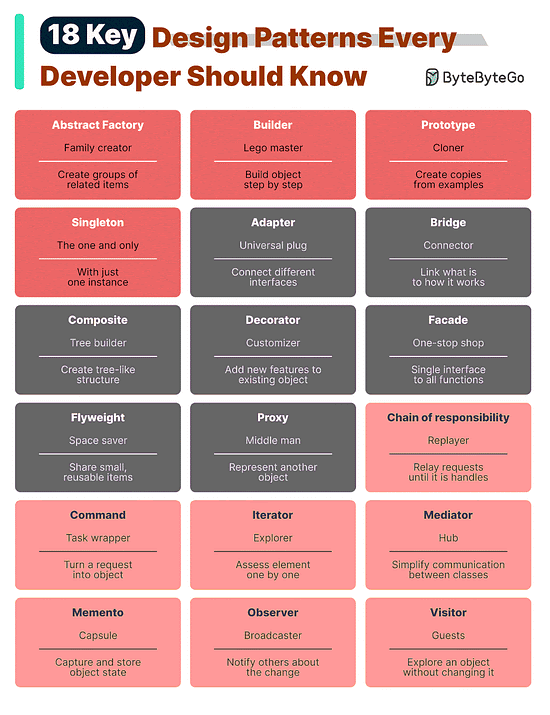 18 Key Design Patterns Every
Developer Should Know
ByteByteGo
Abstract Factory
Family creator
Create groups of
related items
Builder
Lego master
Build object
step by step
Prototype
Cloner
Create copies
from examples
Singleton
The one and only
With just
one instance
Adapter
Universal plug
Connect different
interfaces
Bridge
Connector
Link what is
to how it works
Composite
Tree builder
Create tree-like
structure
Decorator
Customizer
Add new features to
existing object
Facade
One-stop shop
Single interface
to all functions
Flyweight
Space saver
Share small,
reusable items
Proxy
Middle man
Represent another
object
Chain of responsibility
Replayer
Relay requests
until it is handles
Command
Task wrapper
Turn a request
into object
Iterator
Explorer
Assess element
one by one
Mediator
Hub
Simplify communication
between classes
Memento
Capsule
Capture and store
object state
Observer
Broadcaster
Notify others about
the change
Visitor
Guests
Explore an object
without changing it